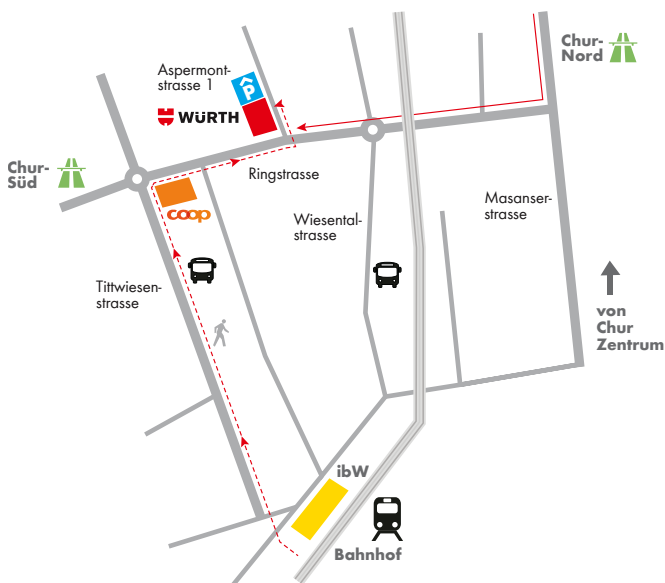 Chur-
Nord
Aspermont-
strasse 1
P
WÜRTH
Chur-
Süd
Ringstrasse
coop
Wiesental-
strasse
Masanser-
strasse
Tittwiesen-
strasse
von
Chur
Zentrum
ibW
Bahnhof